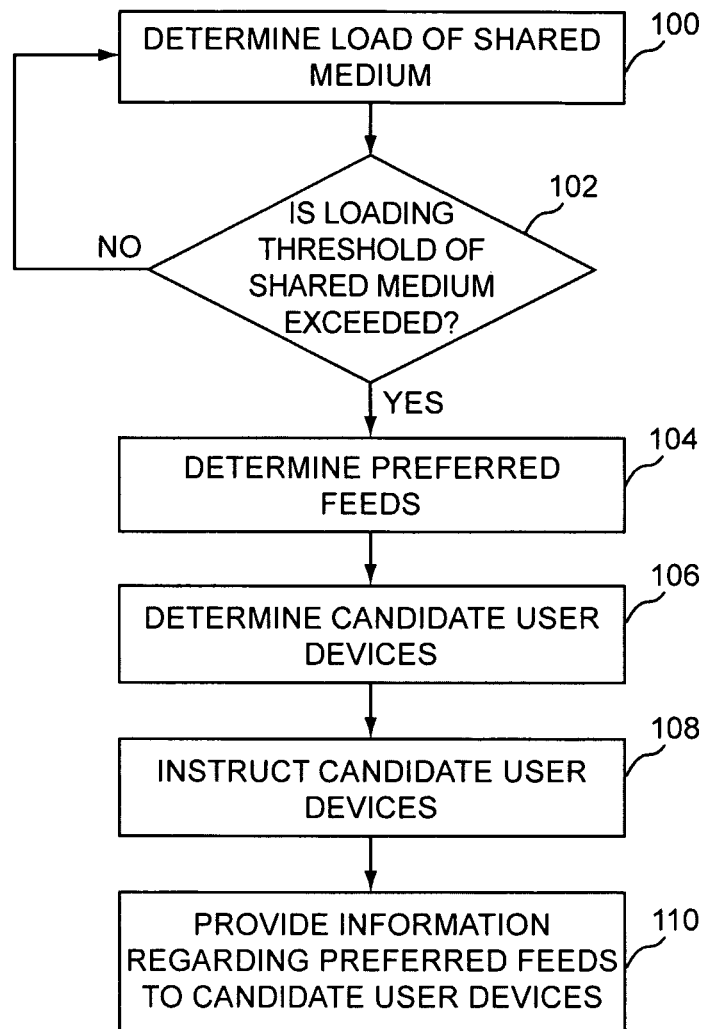 DETERMINE LOAD OF SHARED
MEDIUM
100
102
IS LOADING
THRESHOLD OF
SHARED MEDIUM
EXCEEDED?
NO
YES
104
DETERMINE PREFERRED
FEEDS
106
DETERMINE CANDIDATE USER
DEVICES
108
INSTRUCT CANDIDATE USER
DEVICES
110
PROVIDE INFORMATION
REGARDING PREFERRED FEEDS
TO CANDIDATE USER DEVICES